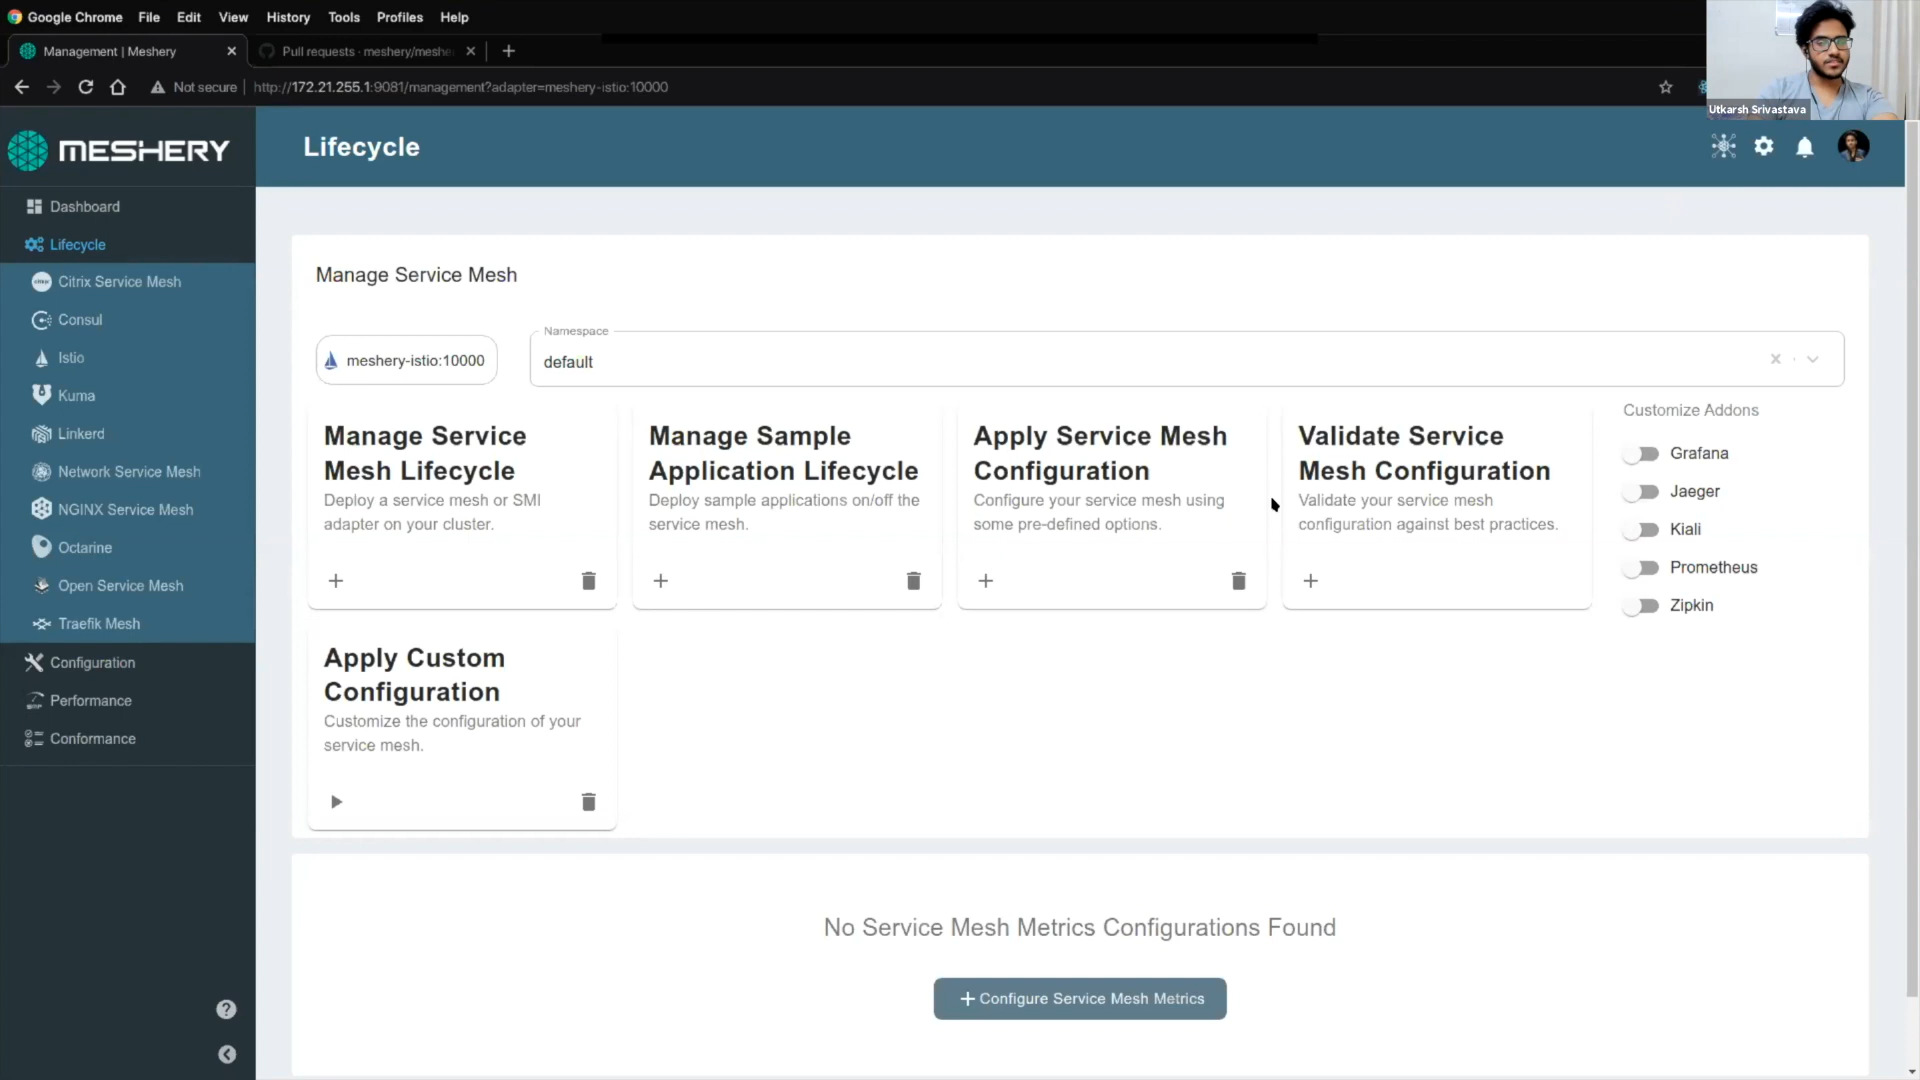 Google Chrome File Edit View History Tools Profiles Help
Management | Meshery
Pull requests · meshery/meshe
Not secure
http://172.21.255.1:9081/management?adapter=meshery-istio:10000
Utkarsh Srivastava
MESHERY
Lifecycle
Dashboard
Lifecycle
Citrix Service Mesh
Consul
Istio
Kuma
Linkerd
Network Service Mesh
NGINX Service Mesh
Octarine
Open Service Mesh
Traefik Mesh
Configuration
Performance
Conformance
Manage Service Mesh
meshery-istio:10000
Namespace
default
Manage Service
Mesh Lifecycle
Deploy a service mesh or SMI
adapter on your cluster.
Manage Sample
Application Lifecycle
Deploy sample applications on/off the
service mesh.
Apply Service Mesh
Configuration
Configure your service mesh using
some pre-defined options.
Validate Service
Mesh Configuration
Validate your service mesh
configuration against best practices.
Customize Addons
Grafana
Jaeger
Kiali
Prometheus
Zipkin
Apply Custom
Configuration
Customize the configuration of your
service mesh.
No Service Mesh Metrics Configurations Found
Configure Service Mesh Metrics